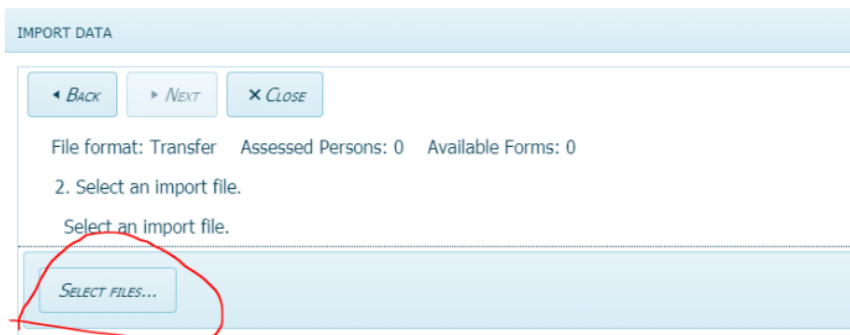 IMPORT DATA
BACK NEXT CLOSE
File format: Transfer Assessed Persons: 0 Available Forms: 0
2. Select an import file.
Select an import file.
SELECT FILES...